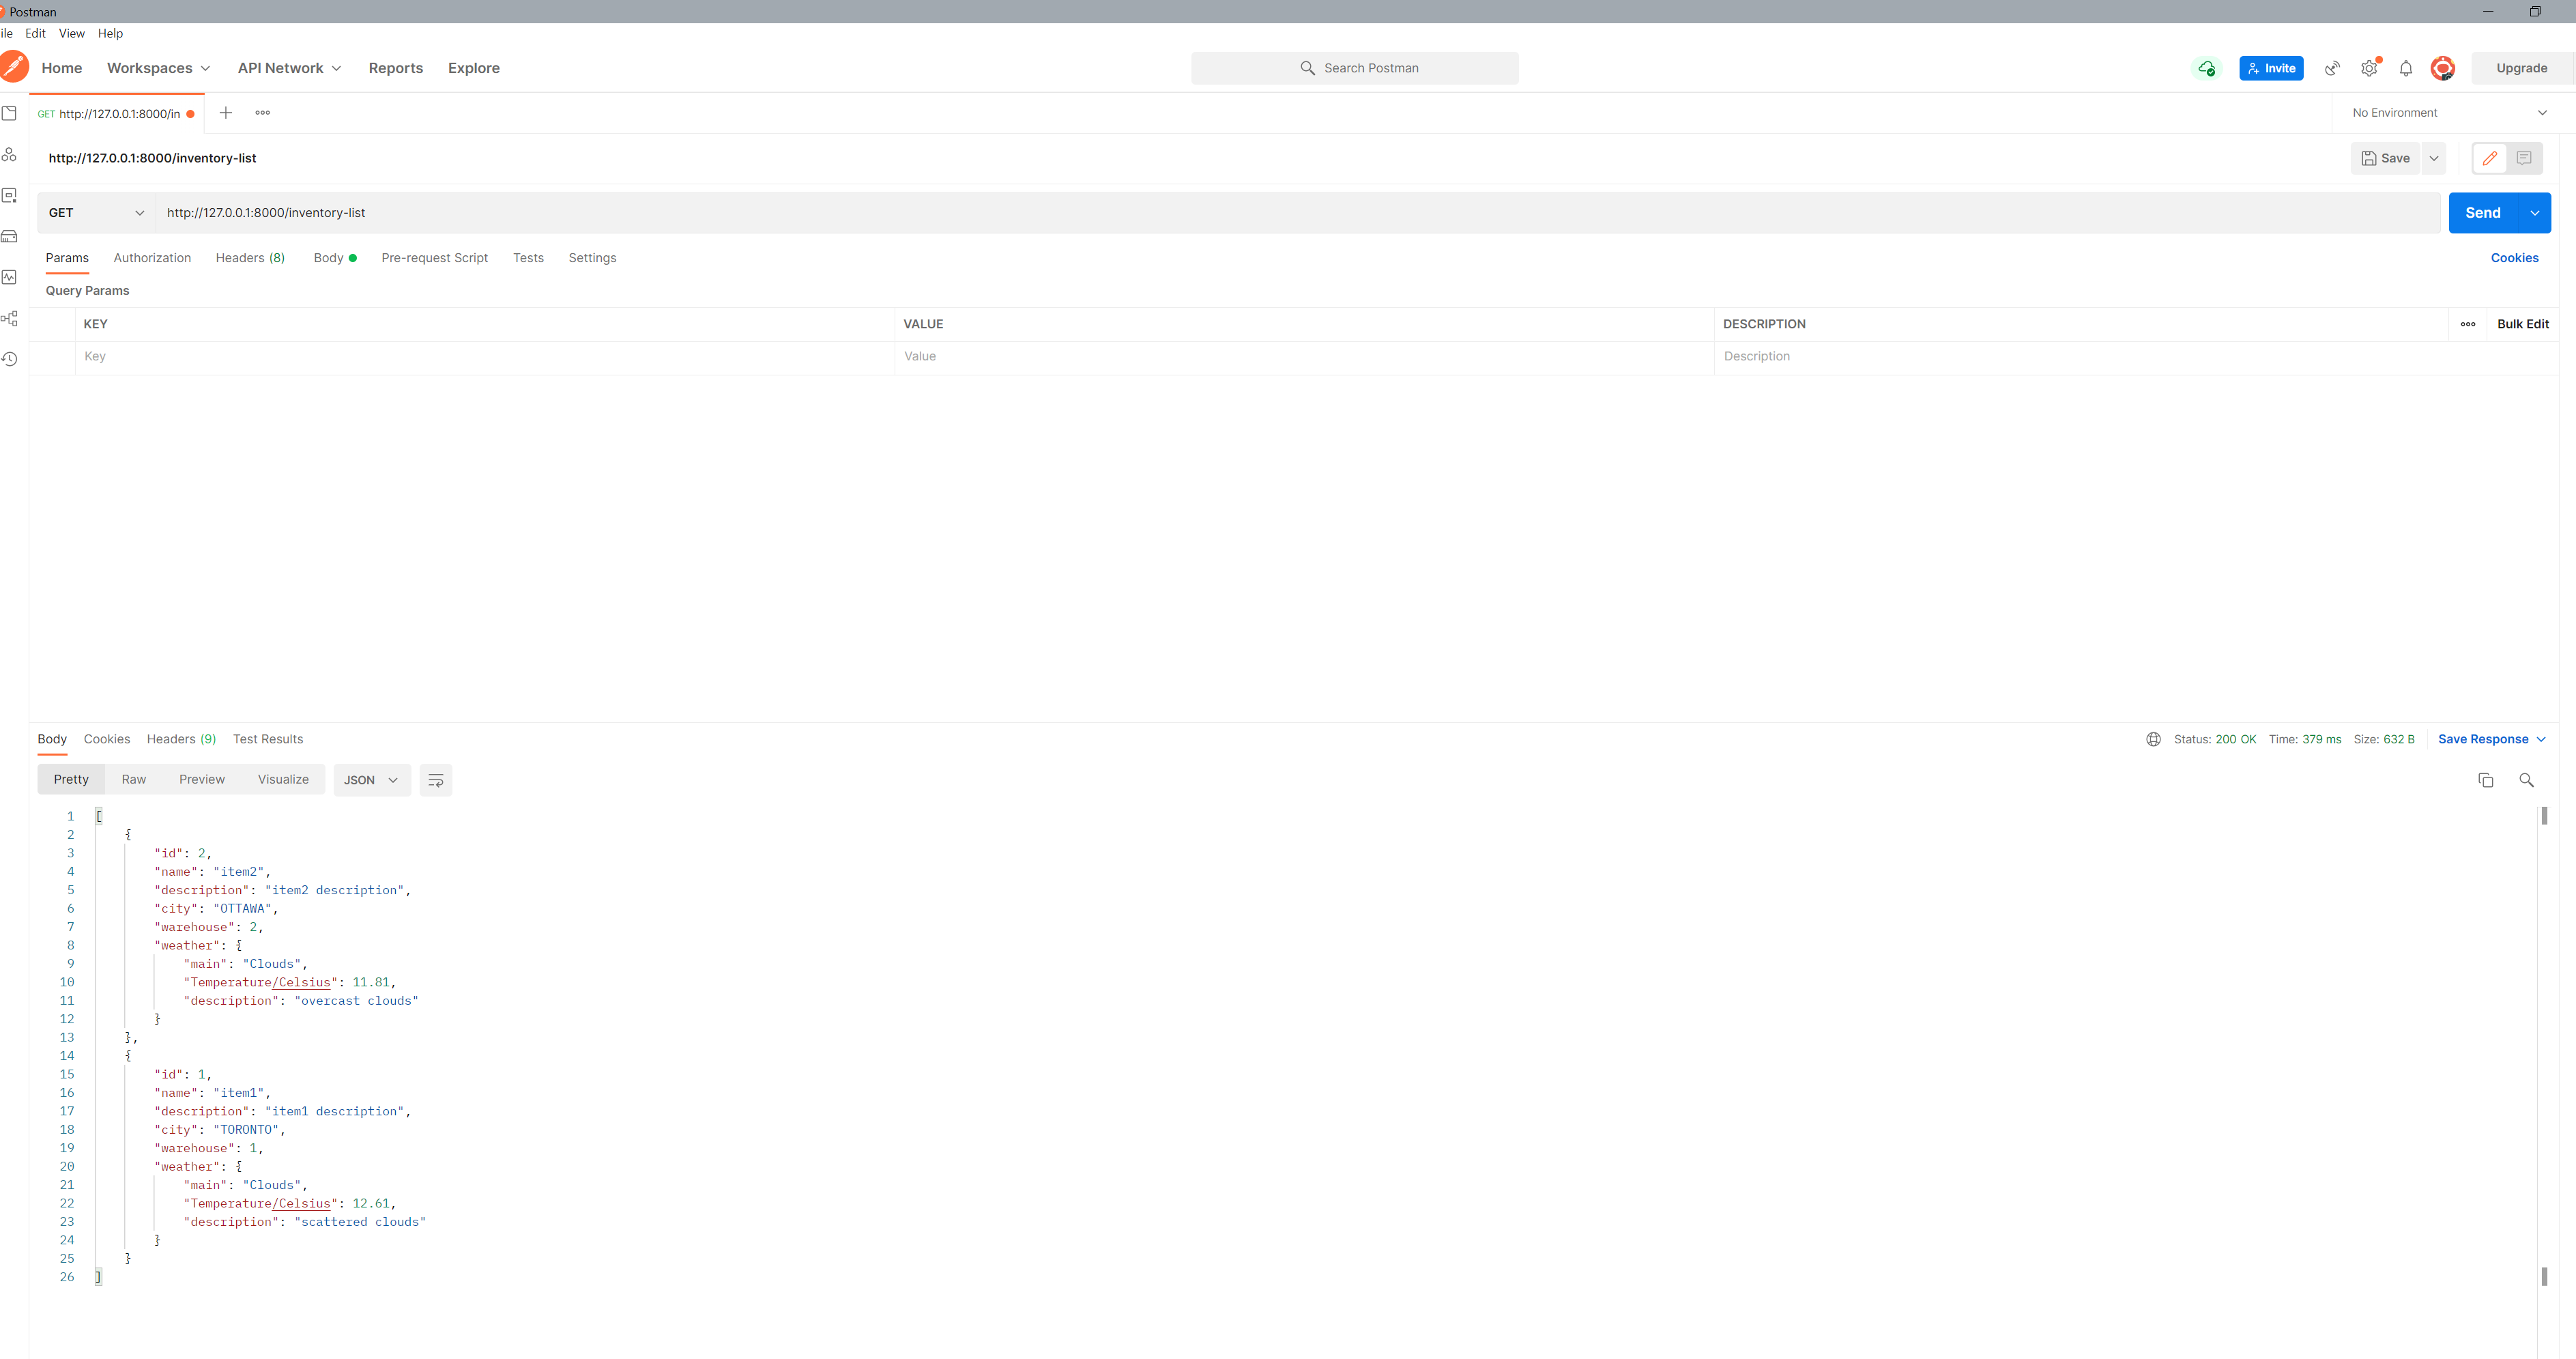 Postman
ile Edit View Help
Home Workspaces API Network Reports Explore
Search Postman
Invite
Upgrade
GET http://127.0.0.1:8000/in
No Environment
http://127.0.0.1:8000/inventory-list
Save
GET http://127.0.0.1:8000/inventory-list
Send
Params Authorization Headers (8) Body Pre-request Script Tests Settings
Cookies
Query Params
KEY VALUE DESCRIPTION Bulk Edit
Key Value Description
Body Cookies Headers (9) Test Results
Status: 200 OK Time: 379 ms Size: 632 B Save Response
Pretty Raw Preview Visualize JSON
1 [
2 {
3 "id": 2,
4 "name": "item2",
5 "description": "item2 description",
6 "city": "OTTAWA",
7 "warehouse": 2,
8 "weather": {
9 "main": "Clouds",
10 "Temperature/Celsius": 11.81,
11 "description": "overcast clouds"
12 }
13 },
14 {
15 "id": 1,
16 "name": "item1",
17 "description": "item1 description",
18 "city": "TORONTO",
19 "warehouse": 1,
20 "weather": {
21 "main": "Clouds",
22 "Temperature/Celsius": 12.61,
23 "description": "scattered clouds"
24 }
25 }
26 ]